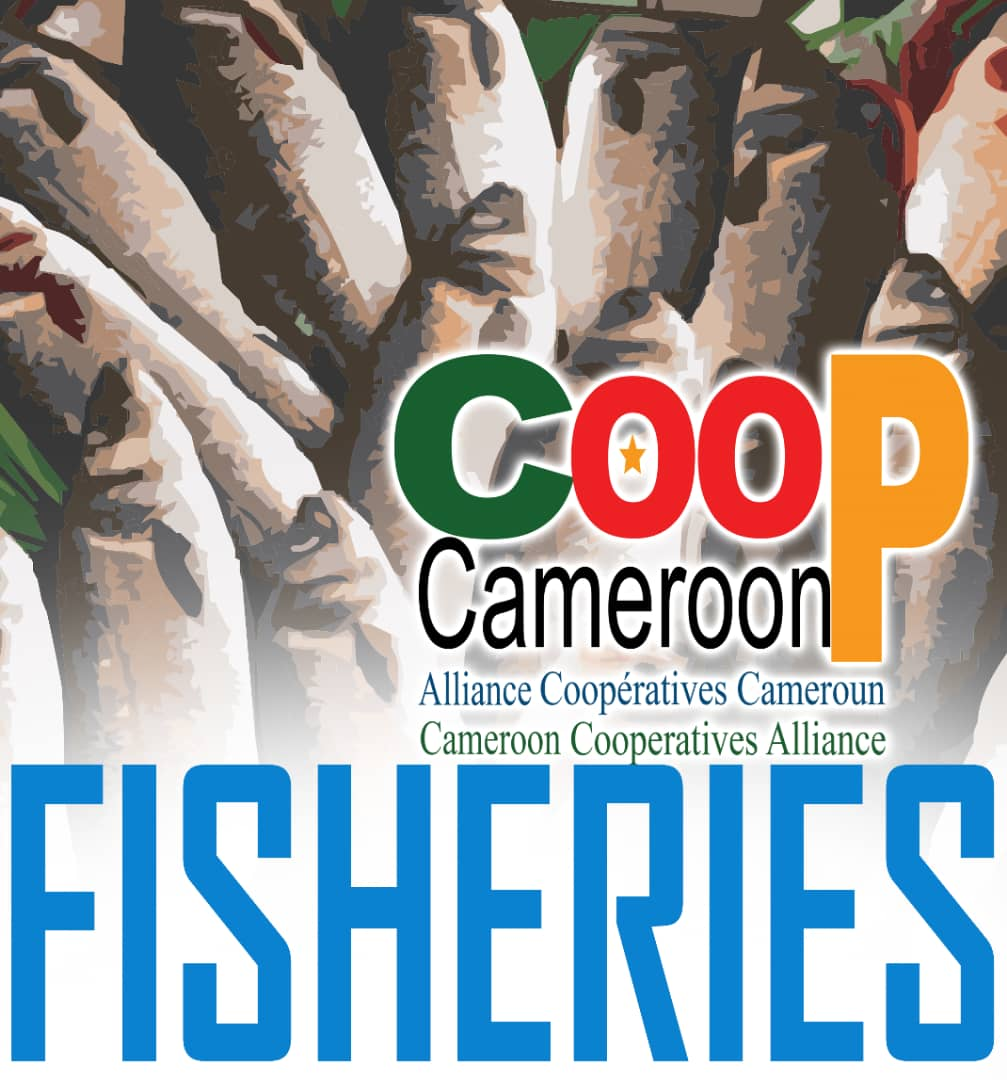 CooP
Cameroon
Alliance Coopératives Cameroun
Cameroon Cooperatives Alliance
FISHERIES